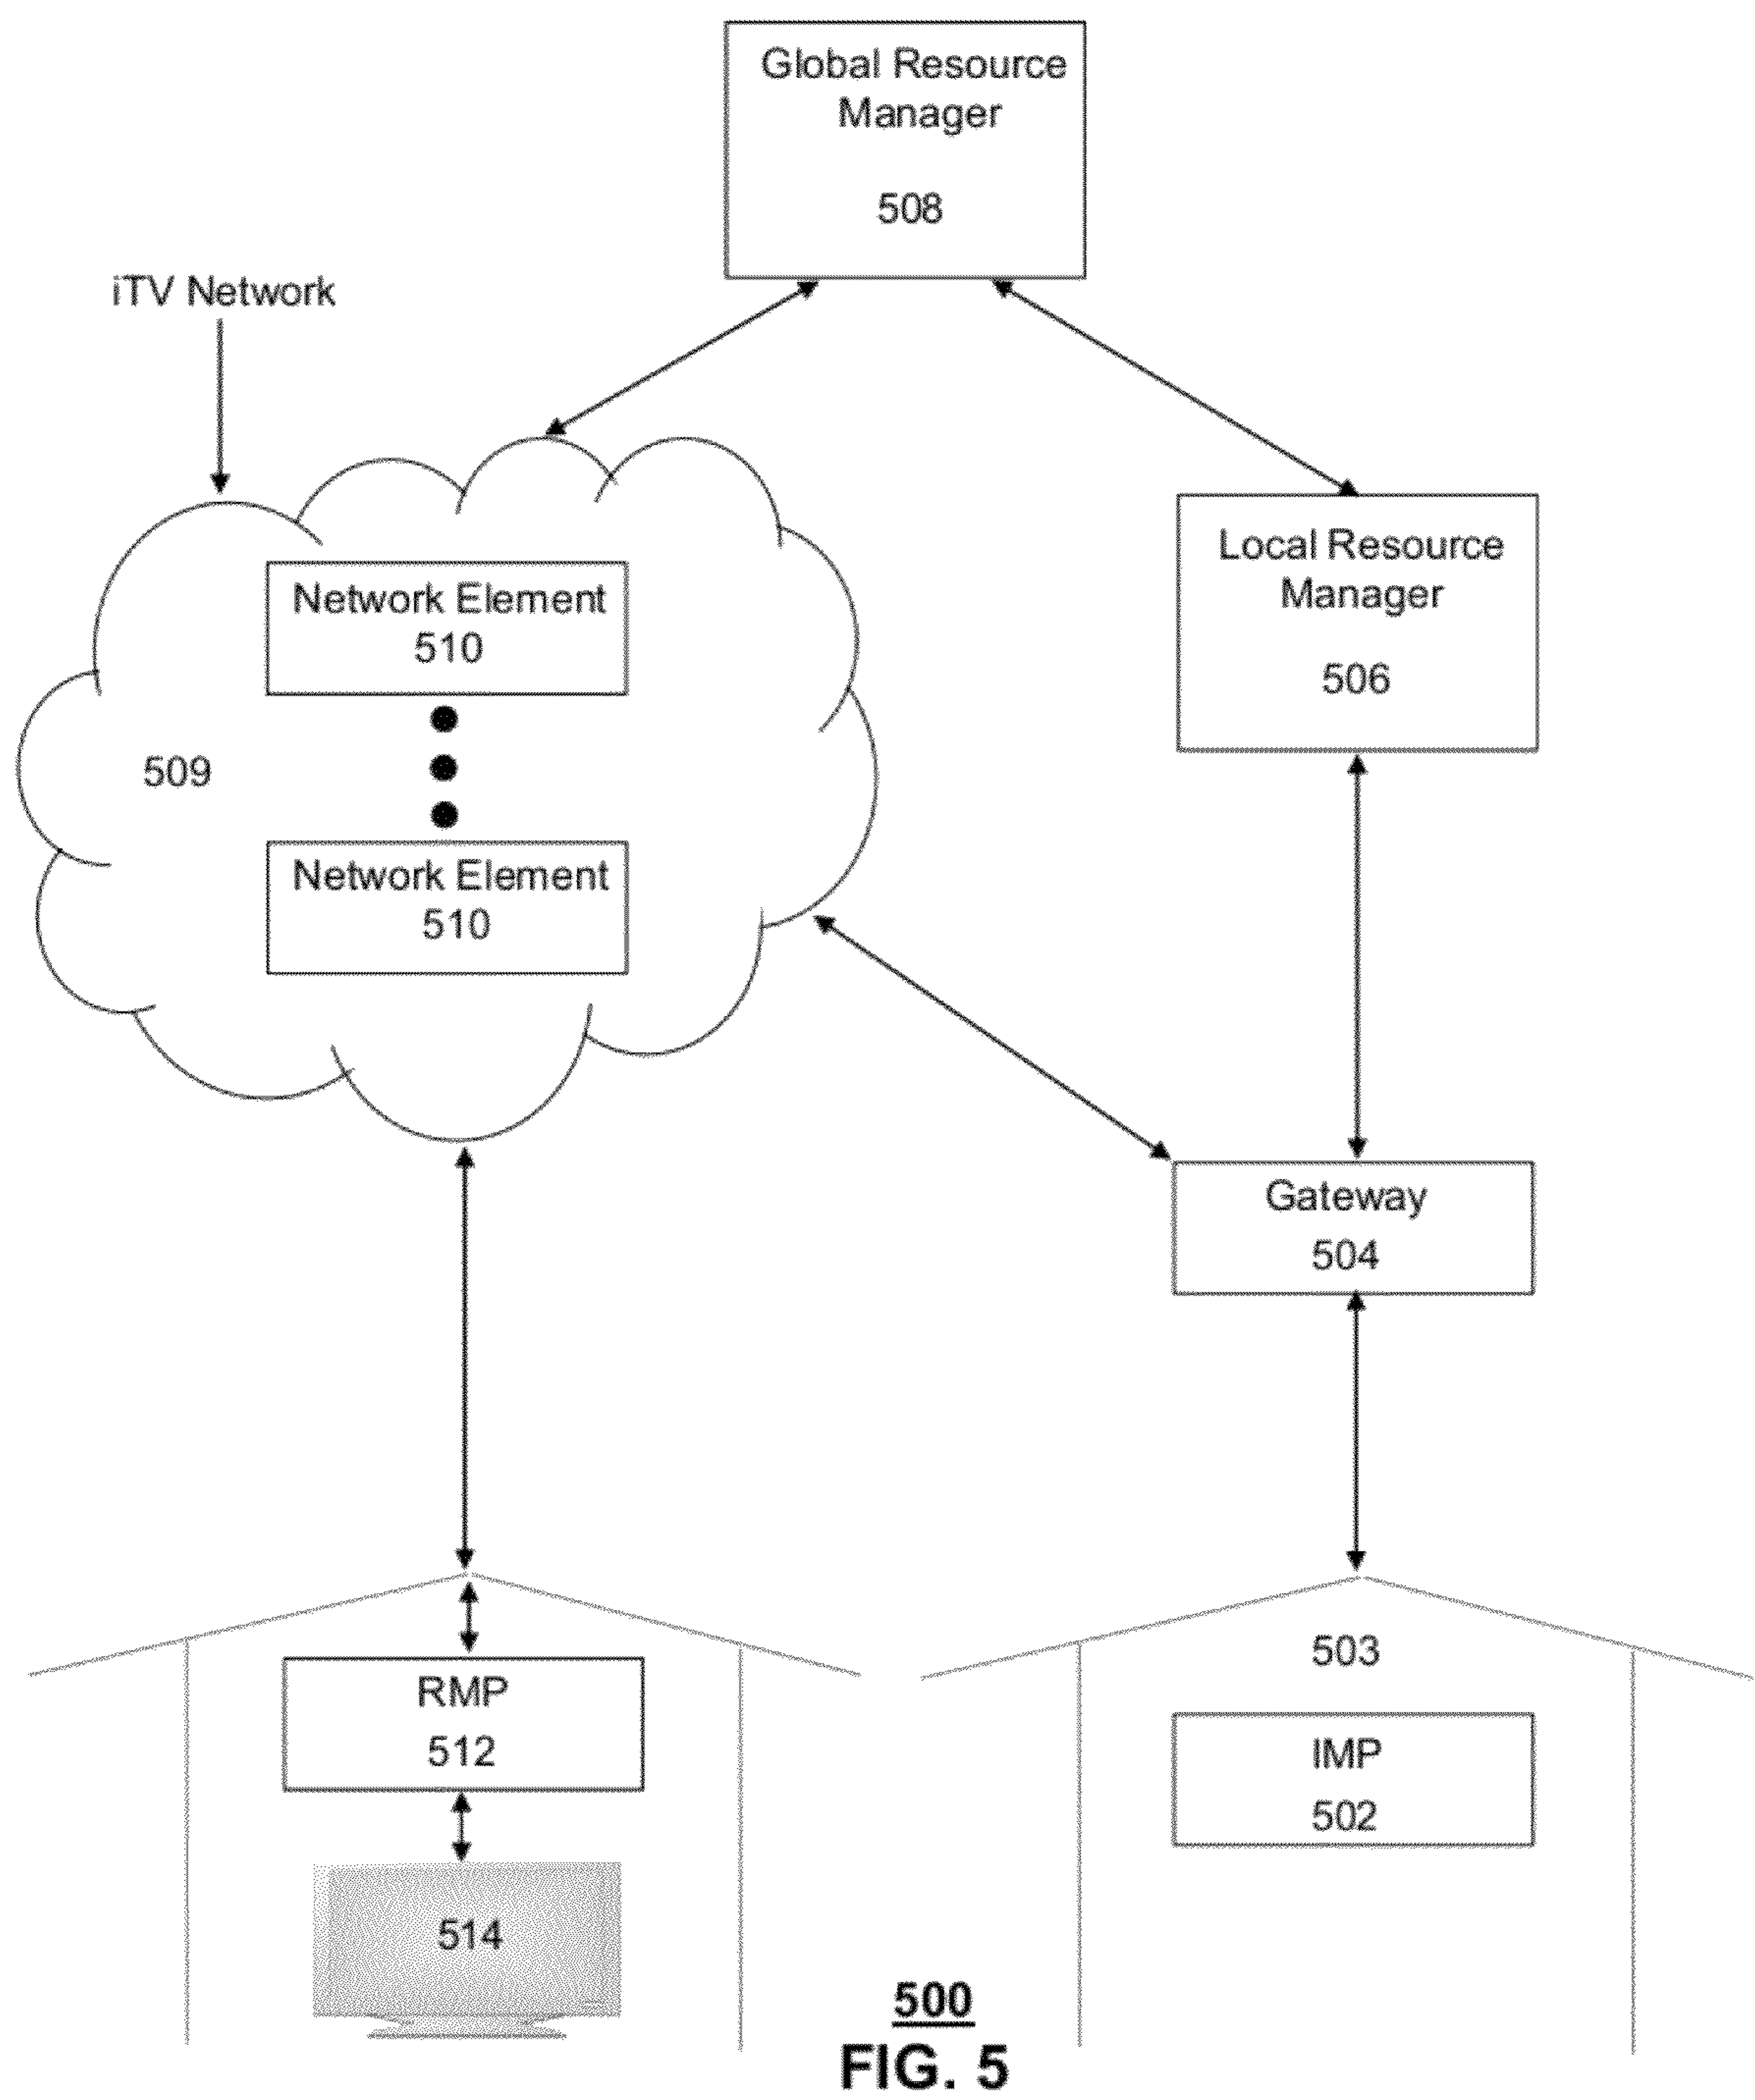 Global Resource
Manager
508
iTV Network
Local Resource
Manager
506
Network Element
510
509
Network Element
510
Gateway
504
RMP
512
514
503
IMP
502
500
FIG. 5